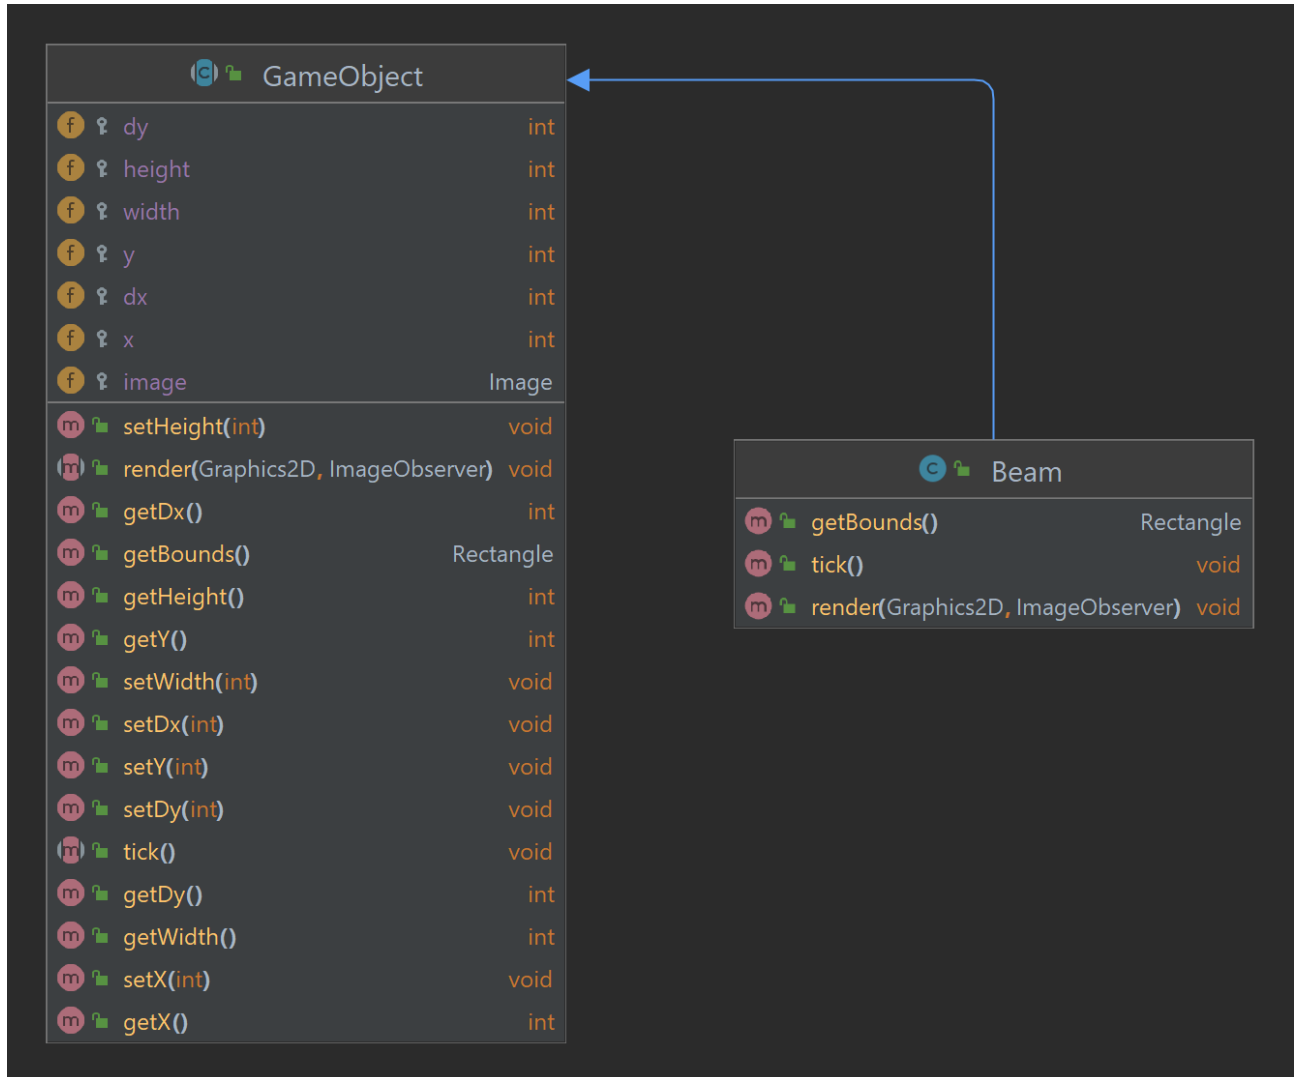 GameObject
dy int
height int
width int
y int
dx int
x int
image Image
setHeight(int) void
render(Graphics2D, ImageObserver) void
getDx() int
getBounds() Rectangle
getHeight() int
getY() int
setWidth(int) void
setDx(int) void
setY(int) void
setDy(int) void
tick() void
getDy() int
getWidth() int
setX(int) void
getX() int
Beam
getBounds() Rectangle
tick() void
render(Graphics2D, ImageObserver) void